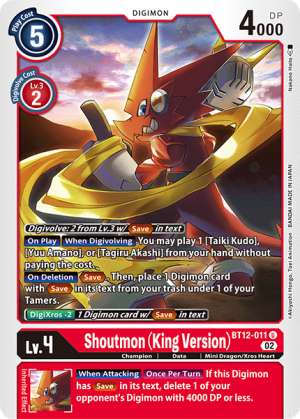 DIGIMON
Play Cost
5
DP
4000
Digivolve Cost
Lv.3
2
Digivolve: 2 from Lv.3 w/ Save in text
On Play When Digivolving You may play 1 [Taiki Kudo],
[Yuu Amano], or [Tagiru Akashi] from your hand without
paying the cost.
On Deletion Save. Then, place 1 Digimon card
with Save in its text from your trash under 1 of your
Tamers.
DigiXros -2 1 Digimon card w/ Save in text
Lv.4
Shoutmon (King Version)
BT12-011 U
02
Champion
Data
Mini Dragon/Xros Heart
Inherited Effect
When Attacking Once Per Turn If this Digimon
has Save in its text, delete 1 of your
opponent's Digimon with 4000 DP or less.
Nakano Haito
©Akiyoshi Hongo, Toei Animation BANDAI MADE IN JAPAN